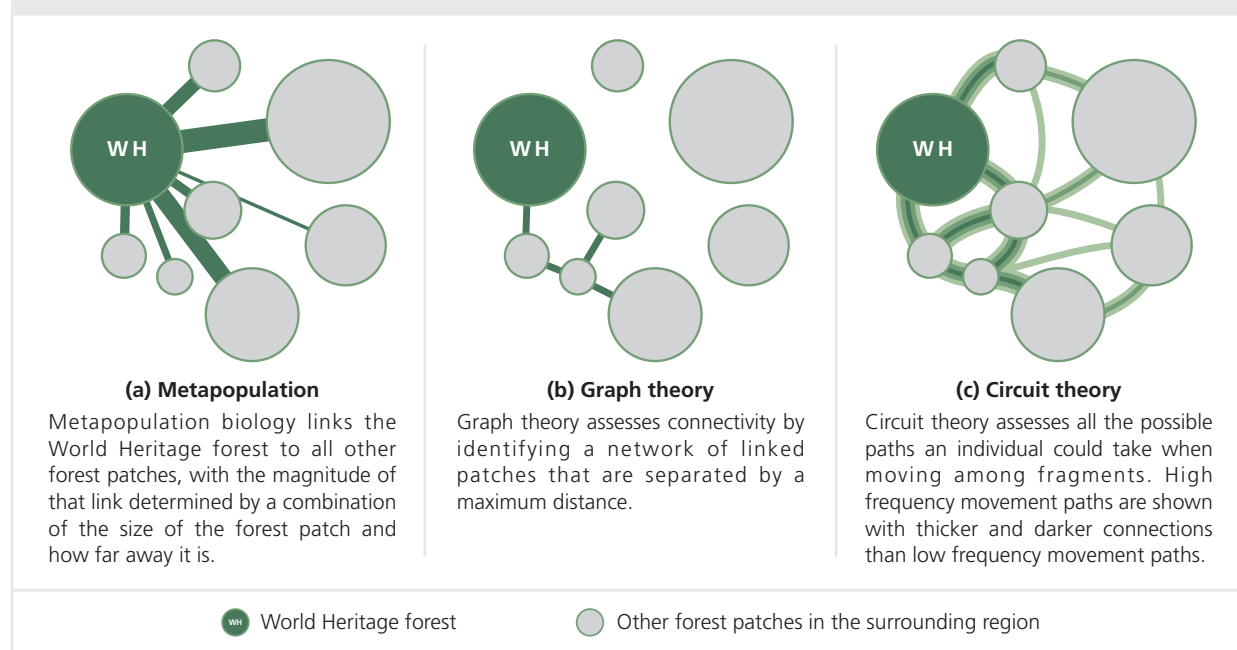 WH
WH
WH
(a) Metapopulation
Metapopulation biology links the
World Heritage forest to all other
forest patches, with the magnitude of
that link determined by a combination
of the size of the forest patch and
how far away it is.
(b) Graph theory
Graph theory assesses connectivity by
identifying a network of linked
patches that are separated by a
maximum distance.
(c) Circuit theory
Circuit theory assesses all the possible
paths an individual could take when
moving among fragments. High
frequency movement paths are shown
with thicker and darker connections
than low frequency movement paths.
WH World Heritage forest
Other forest patches in the surrounding region